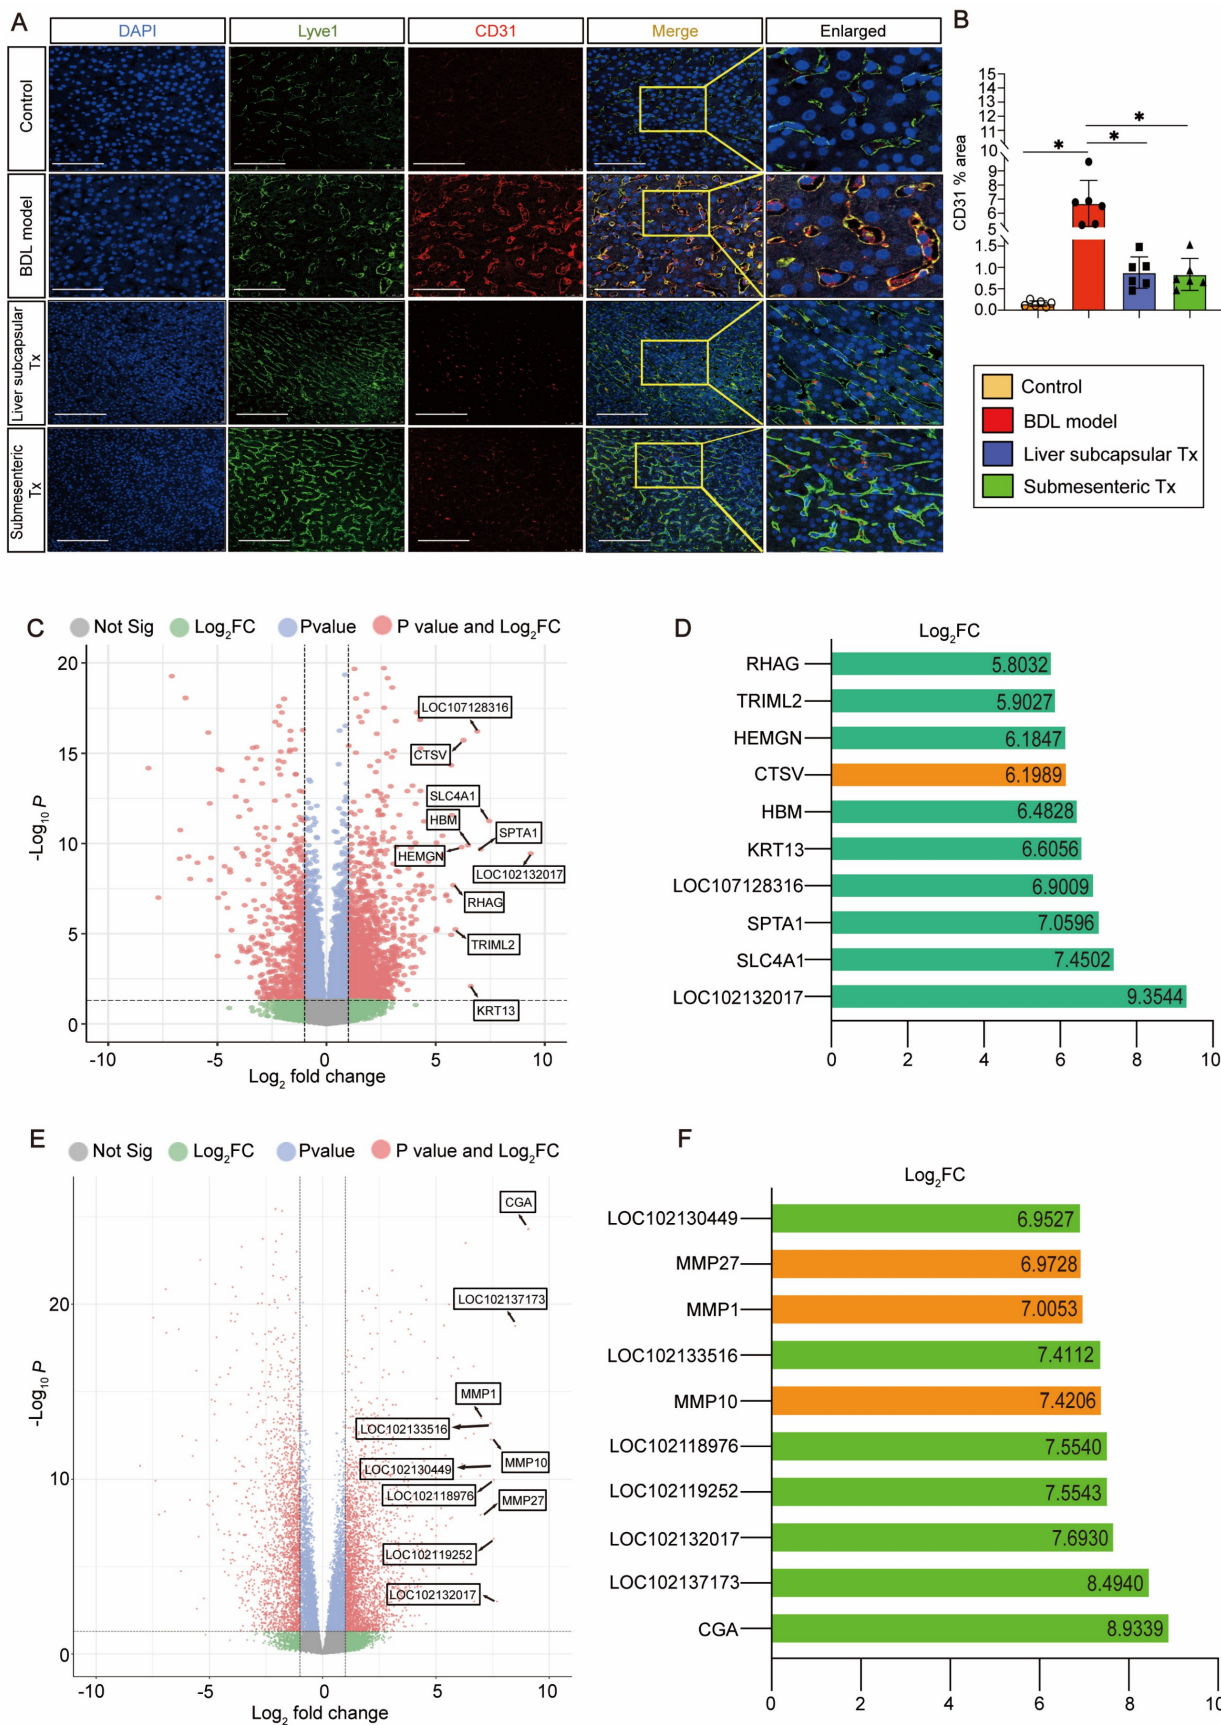 A
DAPI
Lyve1
CD31
Merge
Enlarged
Control
BDL model
Liver subcapsular
Tx
Submesenteric
Tx
B
CD31 % area
15
14
13
12
11
10
9
8
7
6
5
1.5
1.0
0.5
0.0
*
*
*
Control
BDL model
Liver subcapsular Tx
Submesenteric Tx
C
Not Sig
Log2FC
Pvalue
P value and Log2FC
-Log10 P
20
15
10
5
0
LOC107128316
CTSV
SLC4A1
HBM
SPTA1
HEMGN
LOC102132017
RHAG
TRIML2
KRT13
-10
-5
0
5
10
Log2 fold change
D
Log2FC
RHAG 5.8032
TRIML2 5.9027
HEMGN 6.1847
CTSV 6.1989
HBM 6.4828
KRT13 6.6056
LOC107128316 6.9009
SPTA1 7.0596
SLC4A1 7.4502
LOC102132017 9.3544
0 2 4 6 8 10
E
Not Sig
Log2FC
Pvalue
P value and Log2FC
-Log10 P
20
10
0
CGA
LOC102137173
MMP1
LOC102133516
MMP10
LOC102130449
LOC102118976
MMP27
LOC102119252
LOC102132017
-10
-5
0
5
10
Log2 fold change
F
Log2FC
LOC102130449 6.9527
MMP27 6.9728
MMP1 7.0053
LOC102133516 7.4112
MMP10 7.4206
LOC102118976 7.5540
LOC102119252 7.5543
LOC102132017 7.6930
LOC102137173 8.4940
CGA 8.9339
0 2 4 6 8 10